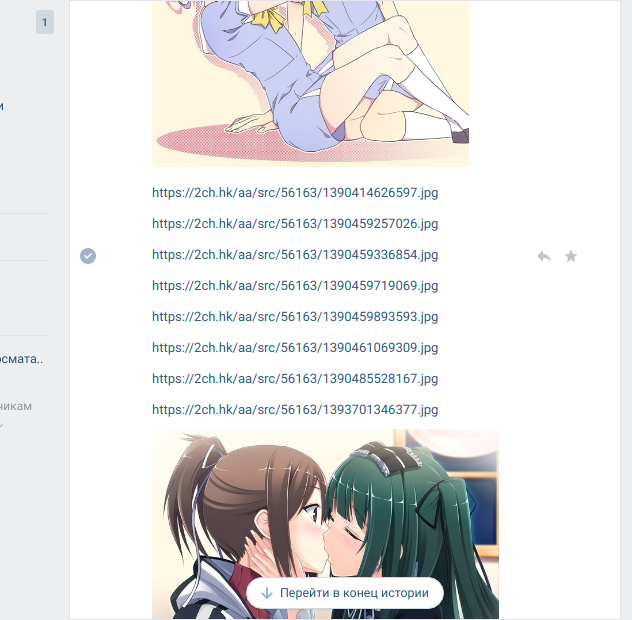 1
и
https://2ch.hk/aa/src/56163/1390414626597.jpg
https://2ch.hk/aa/src/56163/1390459257026.jpg
https://2ch.hk/aa/src/56163/1390459336854.jpg
https://2ch.hk/aa/src/56163/1390459719069.jpg
https://2ch.hk/aa/src/56163/1390459893593.jpg
https://2ch.hk/aa/src/56163/1390461069309.jpg
осмата..
https://2ch.hk/aa/src/56163/1390485528167.jpg
чикам
https://2ch.hk/aa/src/56163/1393701346377.jpg
Перейти в конец истории